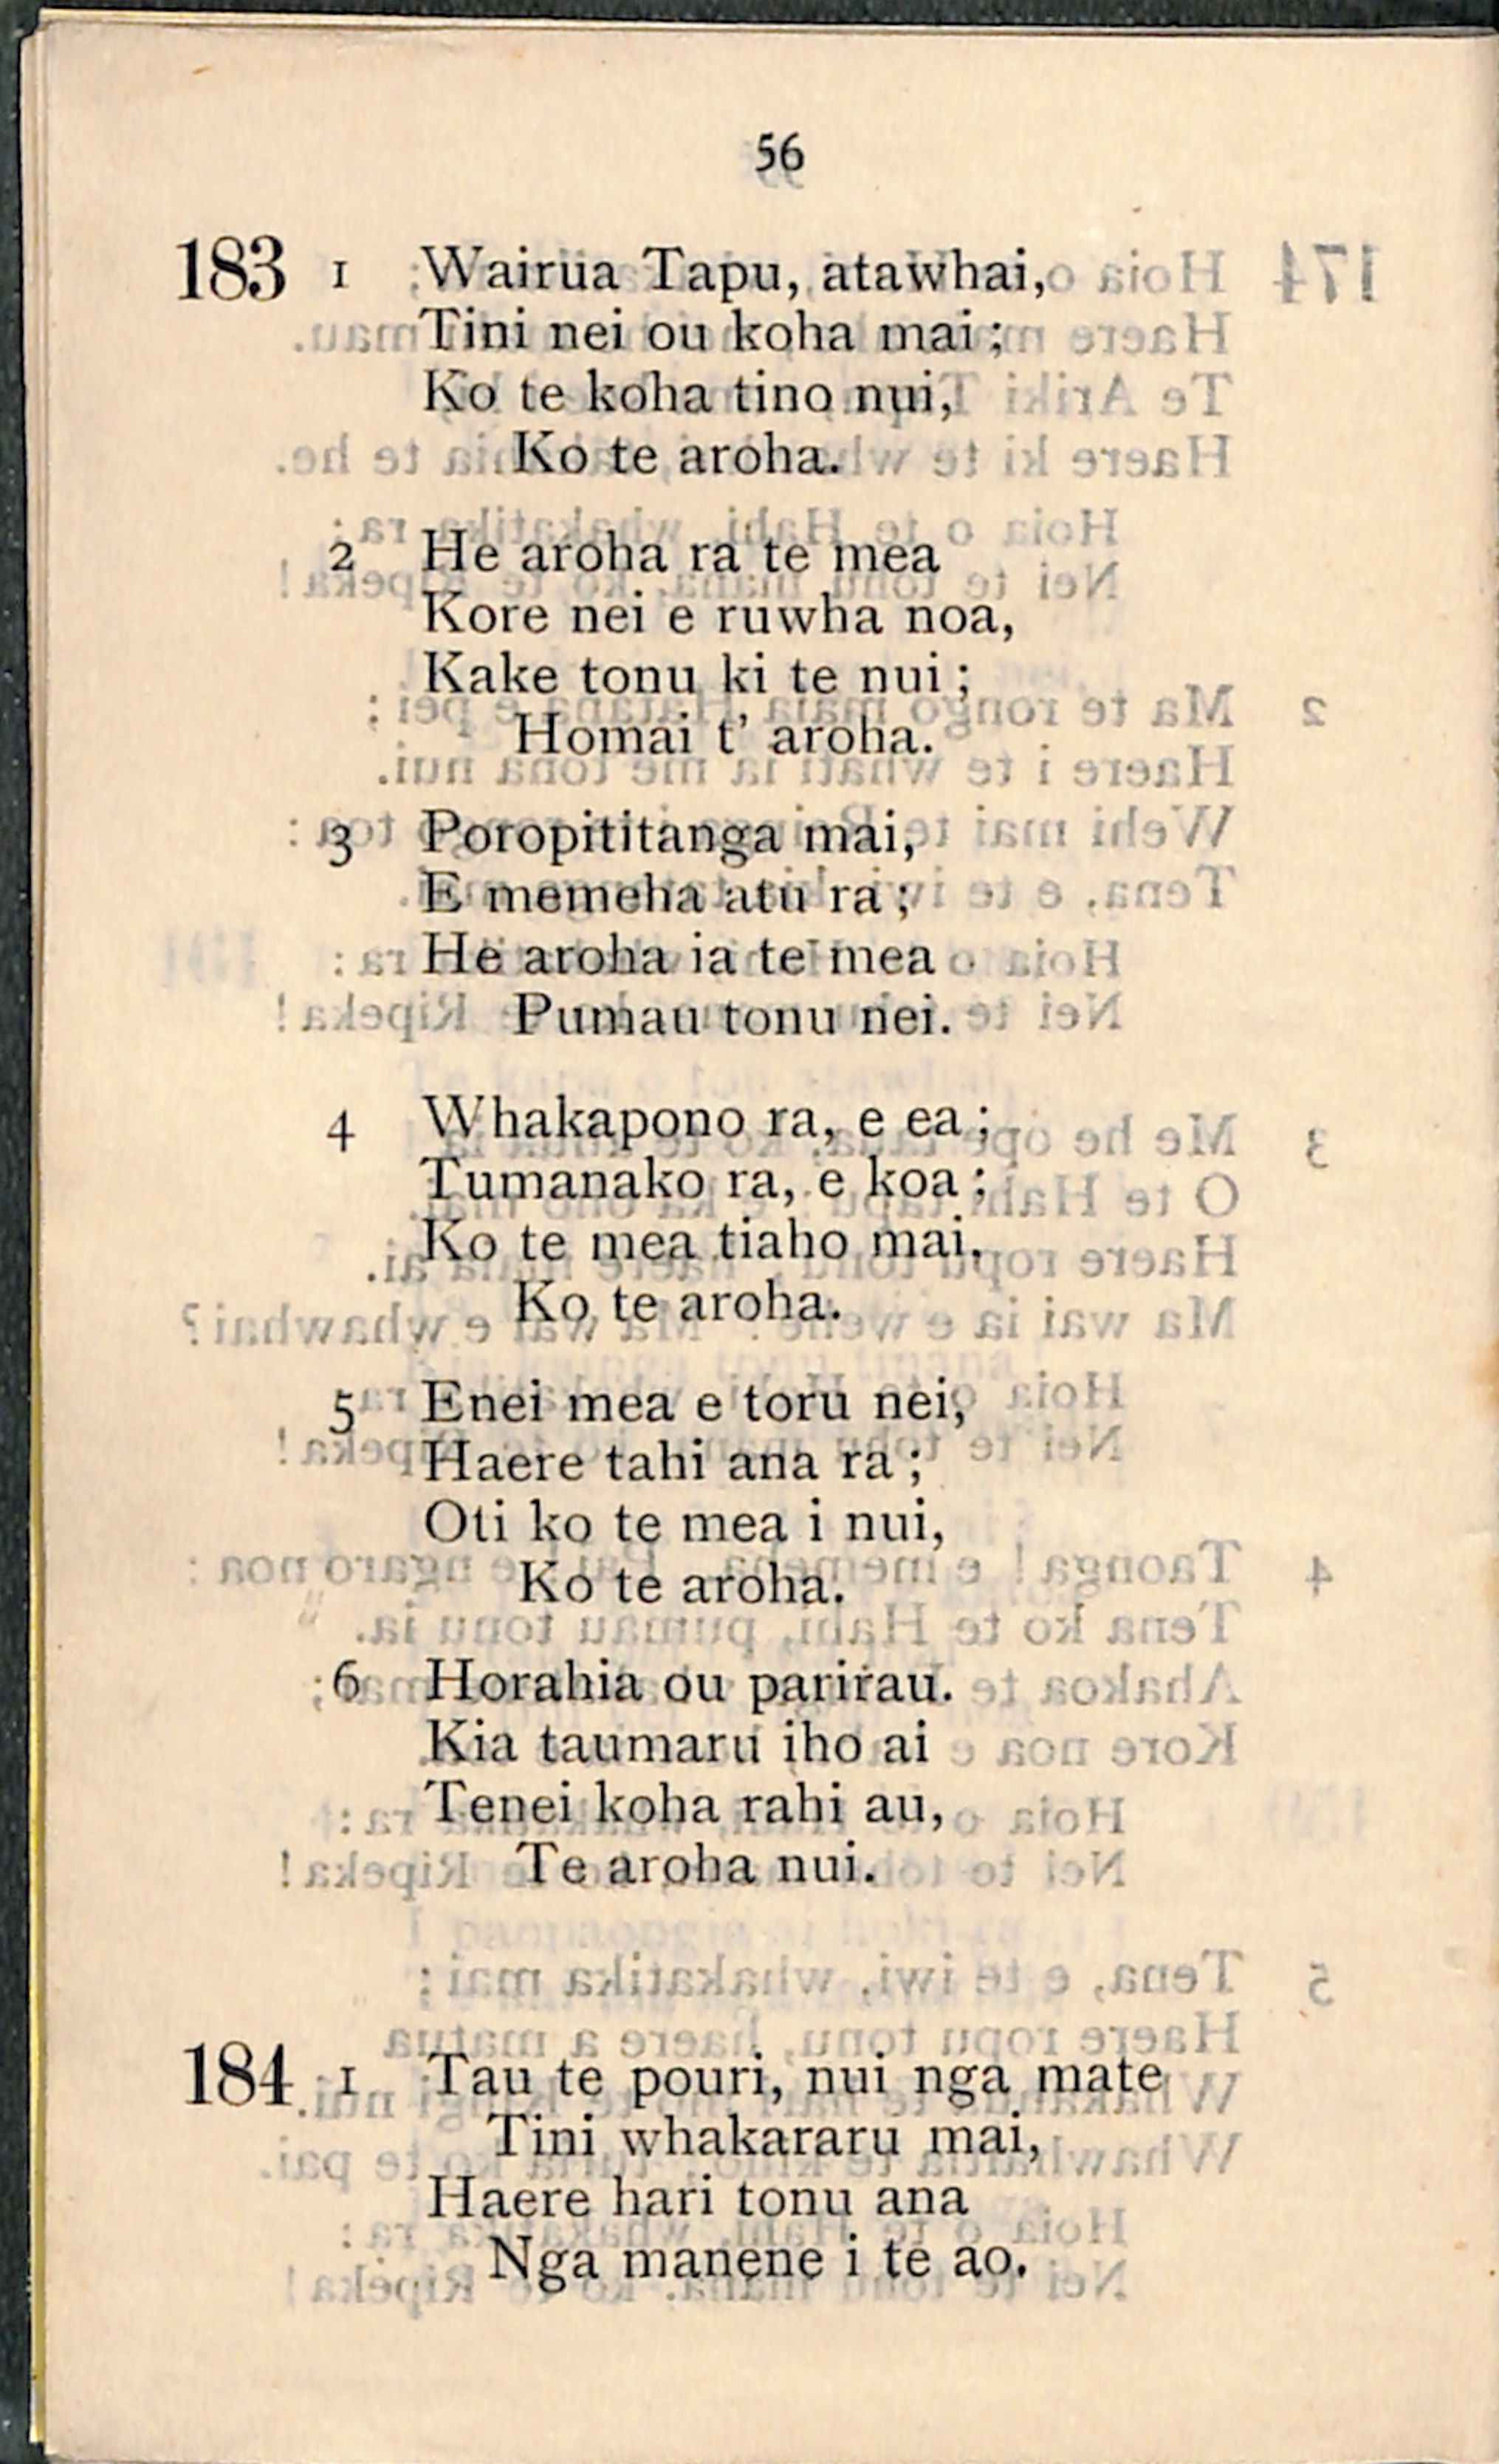 56
183 1 Wairua Tapu, atawhai,
Tini nei ou koha mai;
Ko te koha tino nui,
Ko te aroha.
2 He aroha ra te mea
Kore nei e ruwha noa,
Kake tonu ki te nui;
Homai t' aroha.
3 Poropititanga mai,
E memeha atu ra;
He aroha ia te mea
Pumau tonu nei.
4 Whakapono ra, e ea;
Tumanako ra, e koa;
Ko te mea tiaho mai,
Ko te aroha.
5 Enei mea e toru nei,
Haere tahi ana ra;
Oti ko te mea i nui,
Ko te aroha.
6 Horahia ou parirau.
Kia taumaru iho ai
Tenei koha rahi au,
Te aroha nui.
184 1 Tau te pouri, nui nga mate
Tini whakararu mai,
Haere hari tonu ana
Nga manene i te ao.